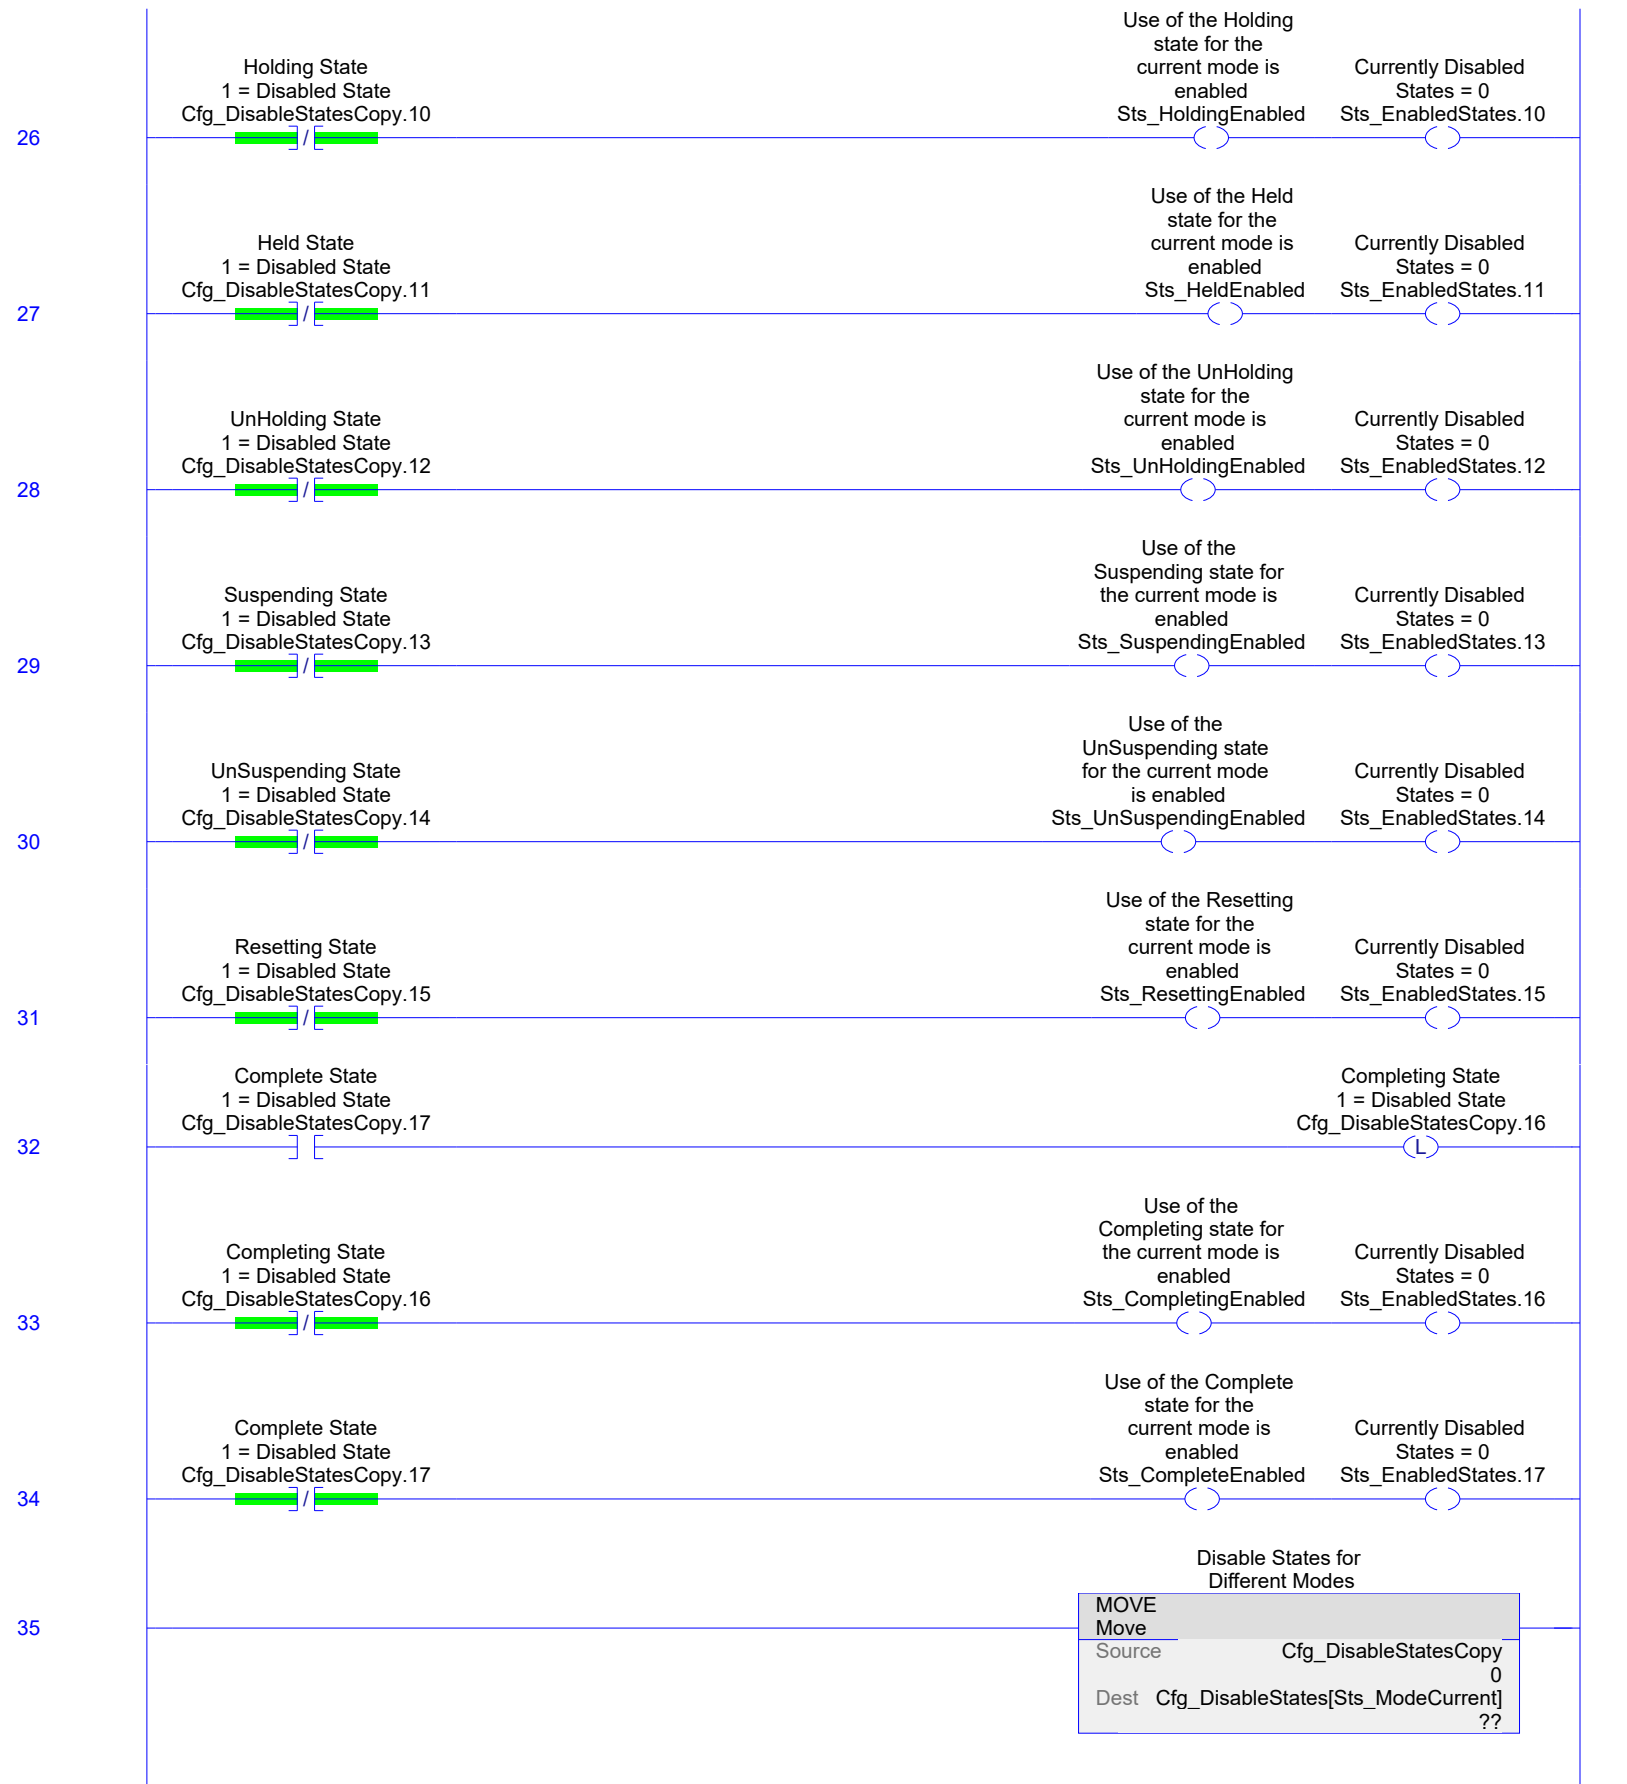 Holding State
1 = Disabled State
Cfg_DisableStatesCopy.10
Use of the Holding
state for the
current mode is
enabled
Sts_HoldingEnabled
Currently Disabled
States = 0
Sts_EnabledStates.10
26
/
Held State
1 = Disabled State
Cfg_DisableStatesCopy.11
Use of the Held
state for the
current mode is
enabled
Sts_HeldEnabled
Currently Disabled
States = 0
Sts_EnabledStates.11
27
/
UnHolding State
1 = Disabled State
Cfg_DisableStatesCopy.12
Use of the UnHolding
state for the
current mode is
enabled
Sts_UnHoldingEnabled
Currently Disabled
States = 0
Sts_EnabledStates.12
28
/
Suspending State
1 = Disabled State
Cfg_DisableStatesCopy.13
Use of the
Suspending state for
the current mode is
enabled
Sts_SuspendingEnabled
Currently Disabled
States = 0
Sts_EnabledStates.13
29
/
UnSuspending State
1 = Disabled State
Cfg_DisableStatesCopy.14
Use of the
UnSuspending state
for the current mode
is enabled
Sts_UnSuspendingEnabled
Currently Disabled
States = 0
Sts_EnabledStates.14
30
/
Resetting State
1 = Disabled State
Cfg_DisableStatesCopy.15
Use of the Resetting
state for the
current mode is
enabled
Sts_ResettingEnabled
Currently Disabled
States = 0
Sts_EnabledStates.15
31
/
Complete State
1 = Disabled State
Cfg_DisableStatesCopy.17
Completing State
1 = Disabled State
Cfg_DisableStatesCopy.16
32
L
Completing State
1 = Disabled State
Cfg_DisableStatesCopy.16
Use of the
Completing state for
the current mode is
enabled
Sts_CompletingEnabled
Currently Disabled
States = 0
Sts_EnabledStates.16
33
/
Complete State
1 = Disabled State
Cfg_DisableStatesCopy.17
Use of the Complete
state for the
current mode is
enabled
Sts_CompleteEnabled
Currently Disabled
States = 0
Sts_EnabledStates.17
34
/
Disable States for
Different Modes
35
MOVE
Move
Source Cfg_DisableStatesCopy
0
Dest Cfg_DisableStates[Sts_ModeCurrent]
??